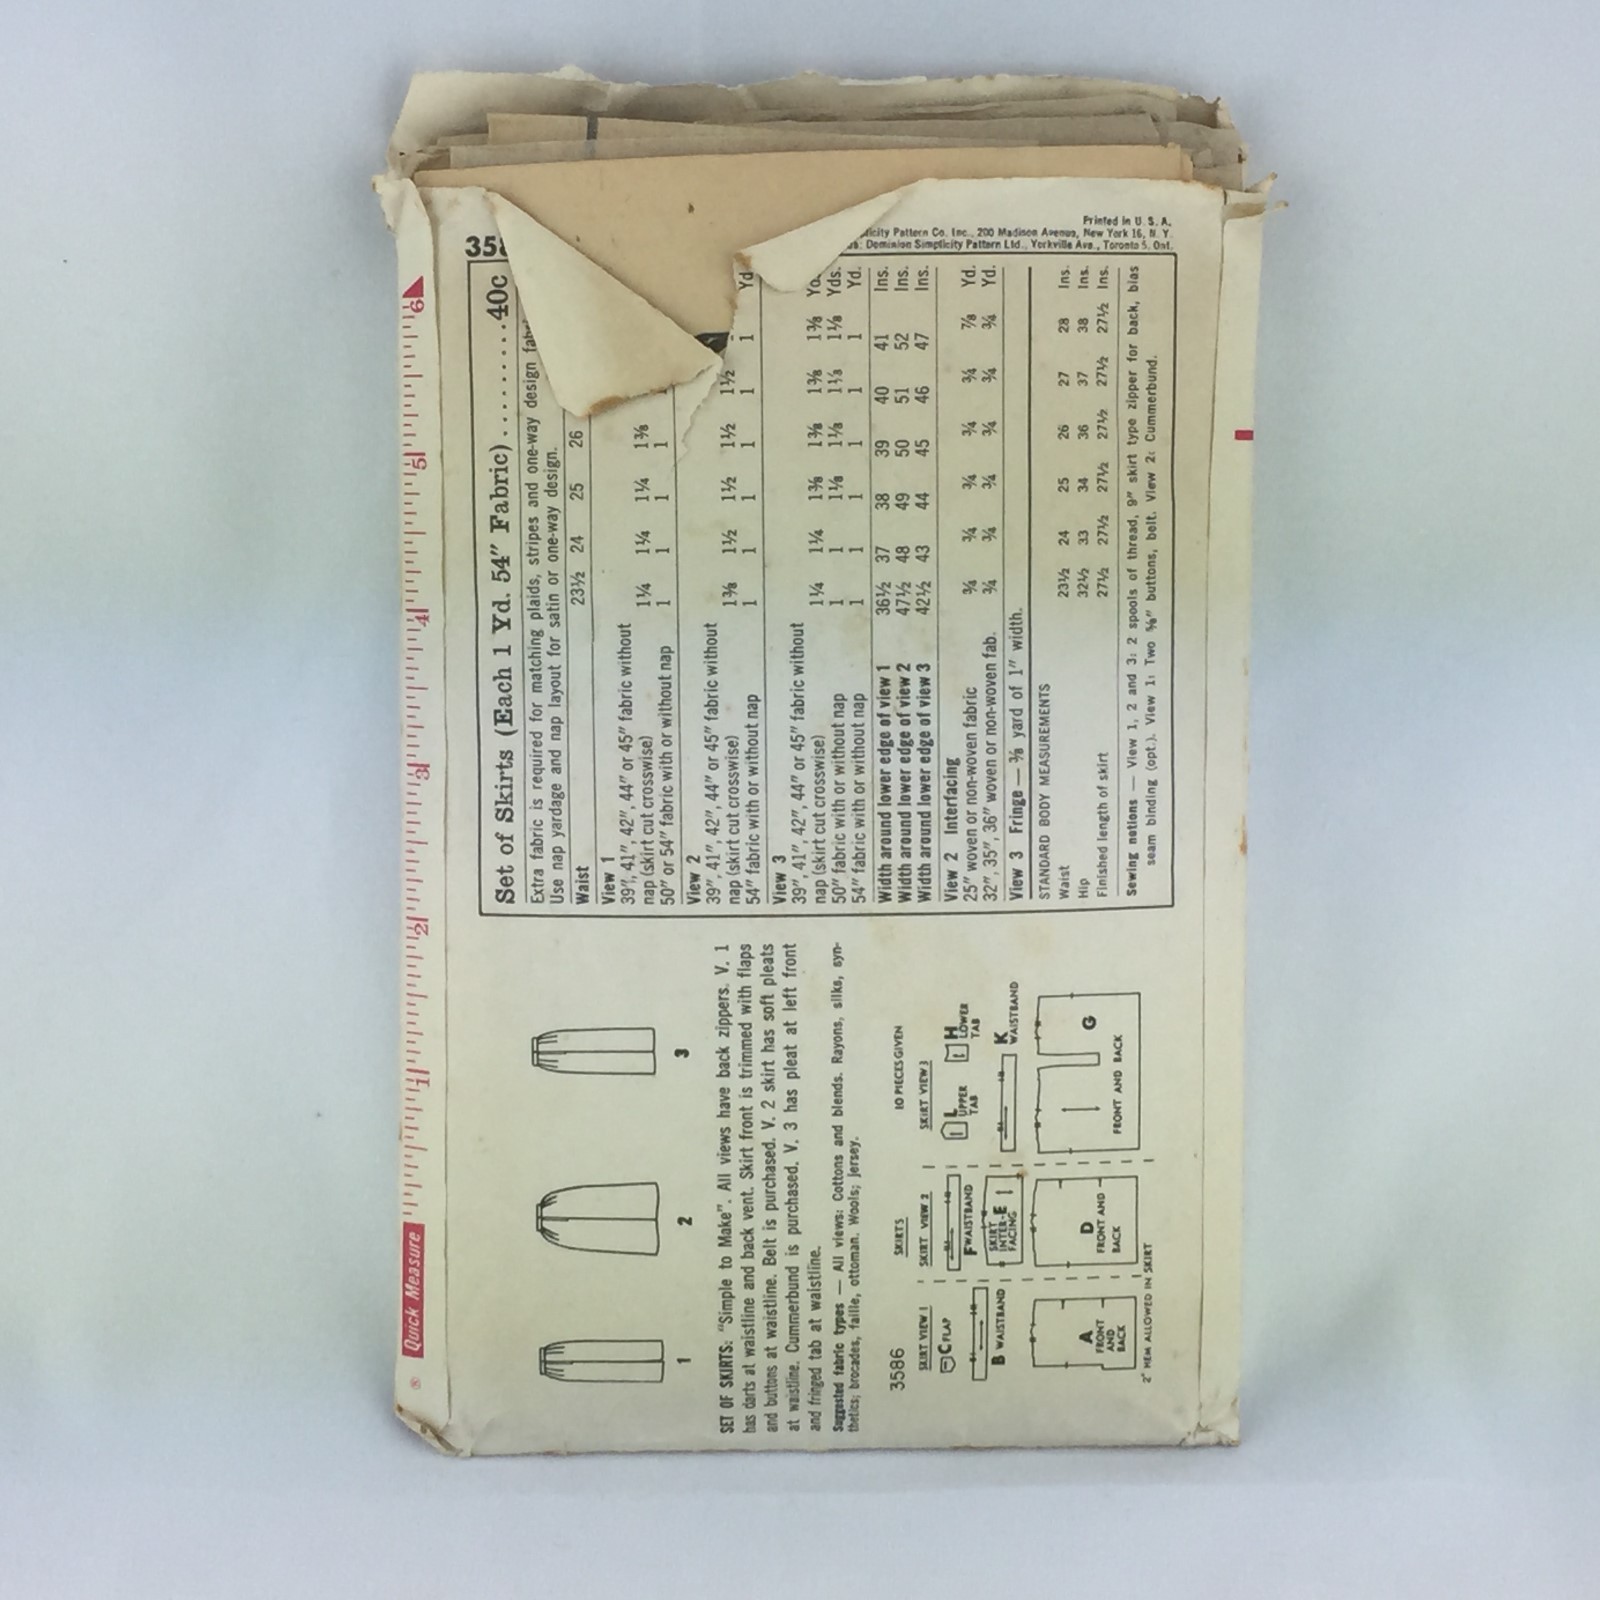 Printed in U. S. A.
icity Pattern Co. Inc., 200 Madison Avenue, New York 16, N. Y.
Dominion Simplicity Pattern Ltd., Yorkville Ave., Toronto 5, Ont.
358
Set of Skirts (Each 1 Yd. 54″ Fabric)........40c
Extra fabric is required for matching plaids, stripes and one-way design fabr
Use nap yardage and nap layout for satin or one-way design.
Waist 23½ 24 25 26
View 1
39″, 41″, 42″, 44″ or 45″ fabric without
nap (skirt cut crosswise) 1¼ 1¼ 1¼ 1⅜
50″ or 54″ fabric with or without nap 1 1 1 1 1
View 2
39″, 41″, 42″, 44″ or 45″ fabric without
nap (skirt cut crosswise) 1⅜ 1½ 1½ 1½ 1½
54″ fabric with or without nap 1 1 1 1 1 1 Yd
View 3
39″, 41″, 42″, 44″ or 45″ fabric without
nap (skirt cut crosswise) 1¼ 1¼ 1⅜ 1⅜ 1⅜ 1⅜ Yd
50″ fabric with or without nap 1 1 1⅛ 1⅛ 1⅛ 1⅛ Yds.
54″ fabric with or without nap 1 1 1 1 1 1 Yd.
Width around lower edge of view 1 36½ 37 38 39 40 41 Ins.
Width around lower edge of view 2 47½ 48 49 50 51 52 Ins.
Width around lower edge of view 3 42½ 43 44 45 46 47 Ins.
View 2 Interfacing
25″ woven or non-woven fabric ¾ ¾ ¾ ¾ ¾ ⅞ Yd.
32″, 35″, 36″ woven or non-woven fab. ¾ ¾ ¾ ¾ ¾ ¾ Yd.
View 3 Fringe — ⅜ yard of 1″ width.
STANDARD BODY MEASUREMENTS
Waist 23½ 24 25 26 27 28 Ins.
Hip 32½ 33 34 36 37 38 Ins.
Finished length of skirt 27½ 27½ 27½ 27½ 27½ 27½ Ins.
Sewing notions — View 1, 2 and 3: 2 spools of thread, 9″ skirt type zipper for back, bias
seam binding (opt.). View 1: Two ⅝″ buttons, belt. View 2: Cummerbund.
1
2
3
SET OF SKIRTS: "Simple to Make". All views have back zippers. V. 1
has darts at waistline and back vent. Skirt front is trimmed with flaps
and buttons at waistline. Belt is purchased. V. 2 skirt has soft pleats
at waistline. Cummerbund is purchased. V. 3 has pleat at left front
and fringed tab at waistline.
Suggested fabric types — All views: Cottons and blends. Rayons, silks, syn-
thetics; brocades, faille, ottoman. Wools; jersey.
3586 SKIRTS 10 PIECES GIVEN
SKIRT VIEW 1
C FLAP
B WAISTBAND
A
FRONT
AND
BACK
SKIRT VIEW 2
F WAISTBAND
SKIRT
INTER-
FACING
E
D
FRONT AND
BACK
SKIRT VIEW 3
L
UPPER
TAB
H
LOWER
TAB
K
WAISTBAND
G
FRONT AND BACK
2″ HEM ALLOWED IN SKIRT
® Quick Measure 1 2 3 4 5 6